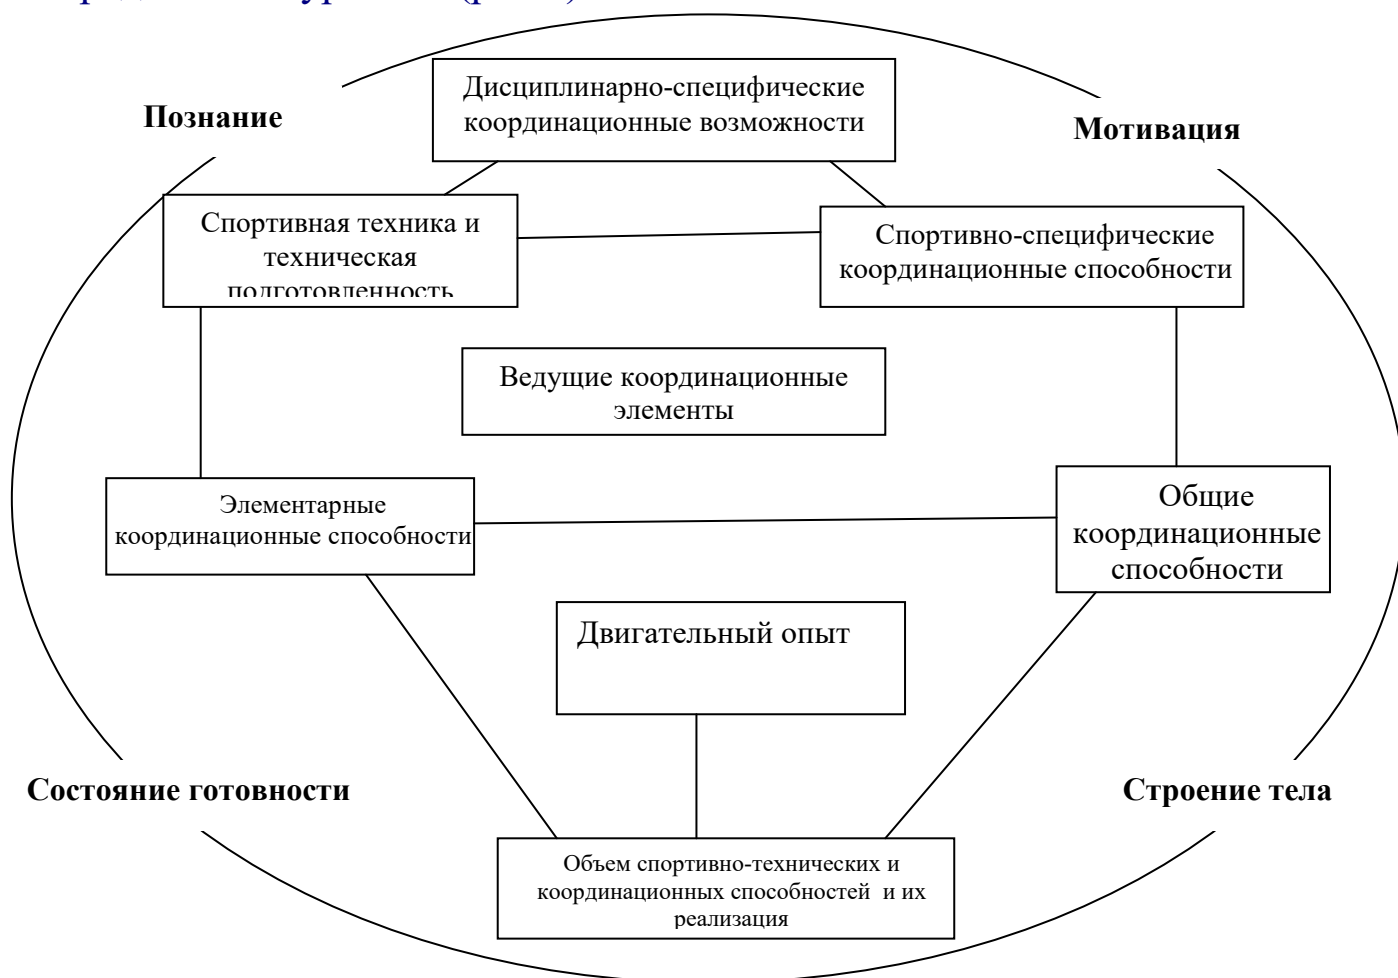 Дисциплинарно-специфические
координационные возможности
Познание
Мотивация
Спортивная техника и
техническая
подготовленность
Спортивно-специфические
координационные способности
Ведущие координационные
элементы
Элементарные
координационные способности
Общие
координационные
способности
Двигательный опыт
Состояние готовности
Строение тела
Объем спортивно-технических и
координационных способностей и их
реализация